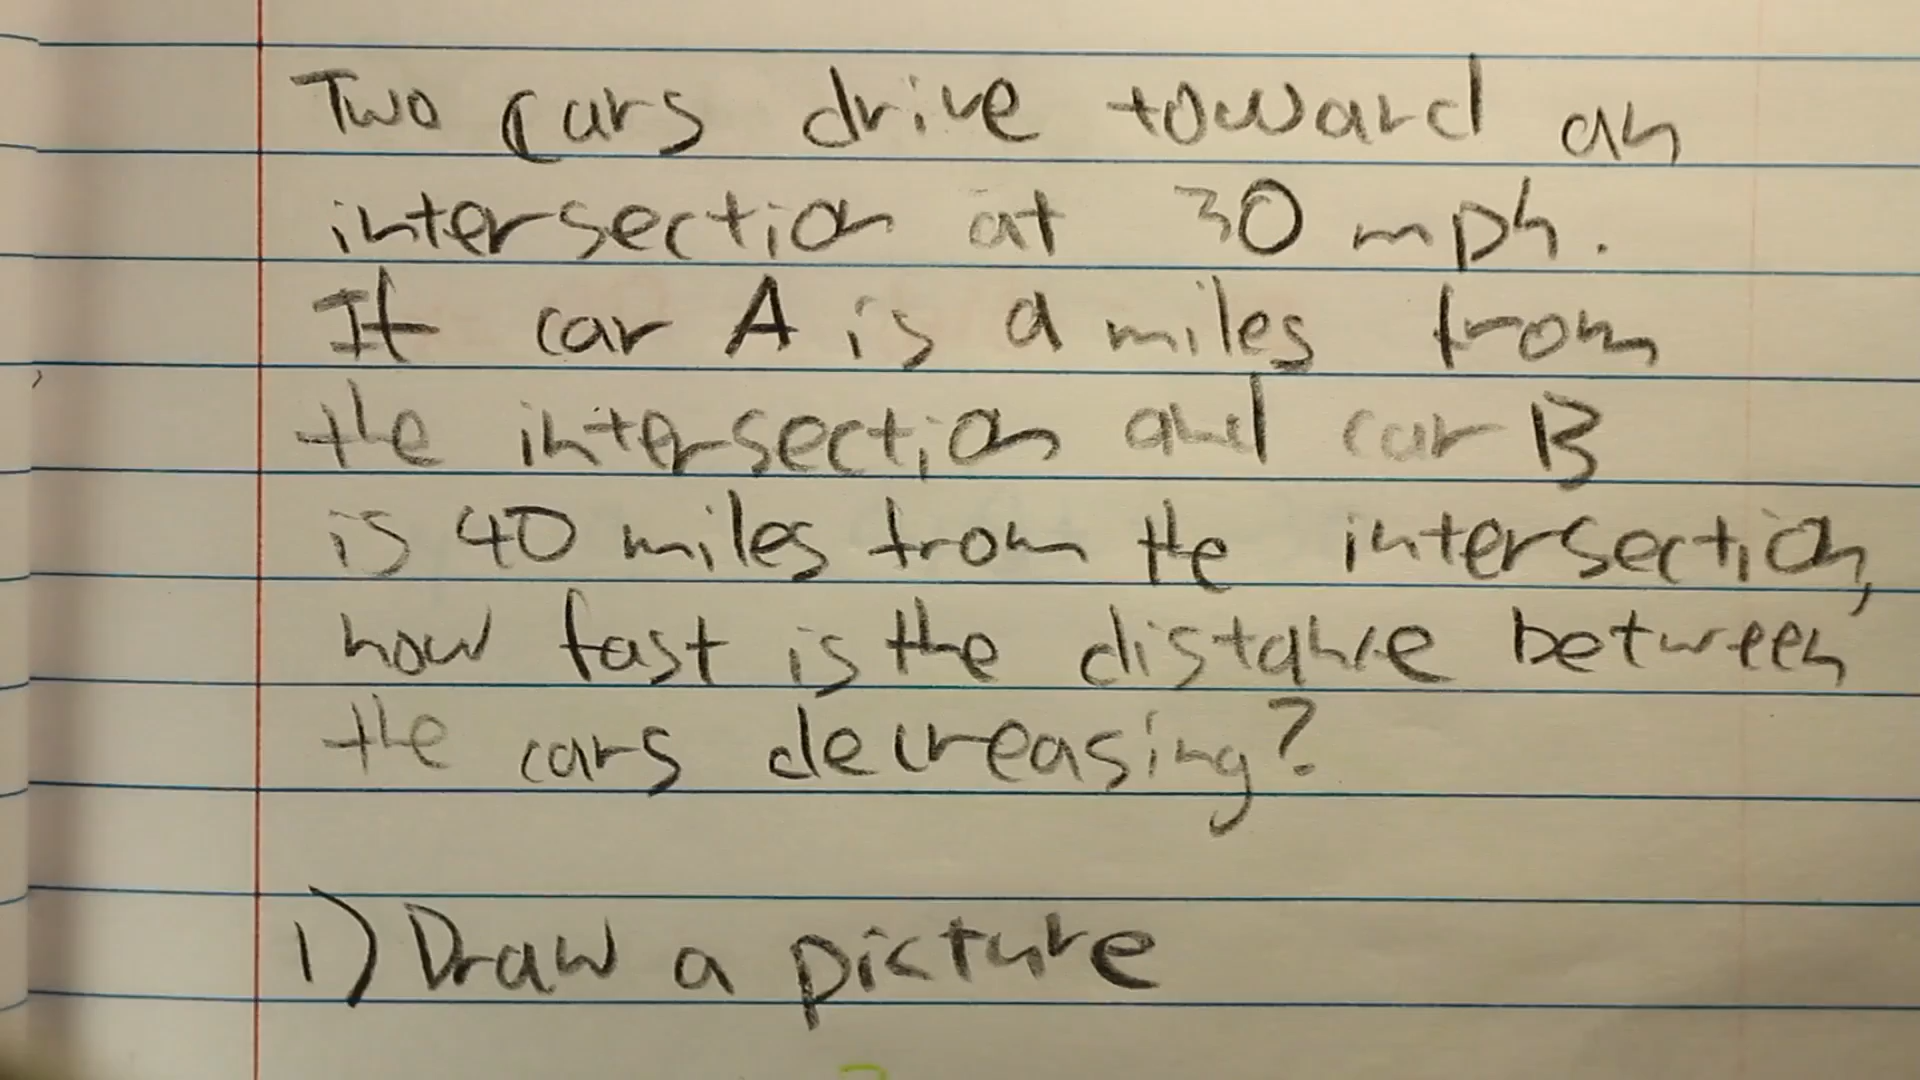 Two cars drive toward an
intersection at 30 mph.
If car A is a miles from
the intersection and car B
is 40 miles from the intersection,
how fast is the distance between
the cars decreasing?
1) Draw a picture